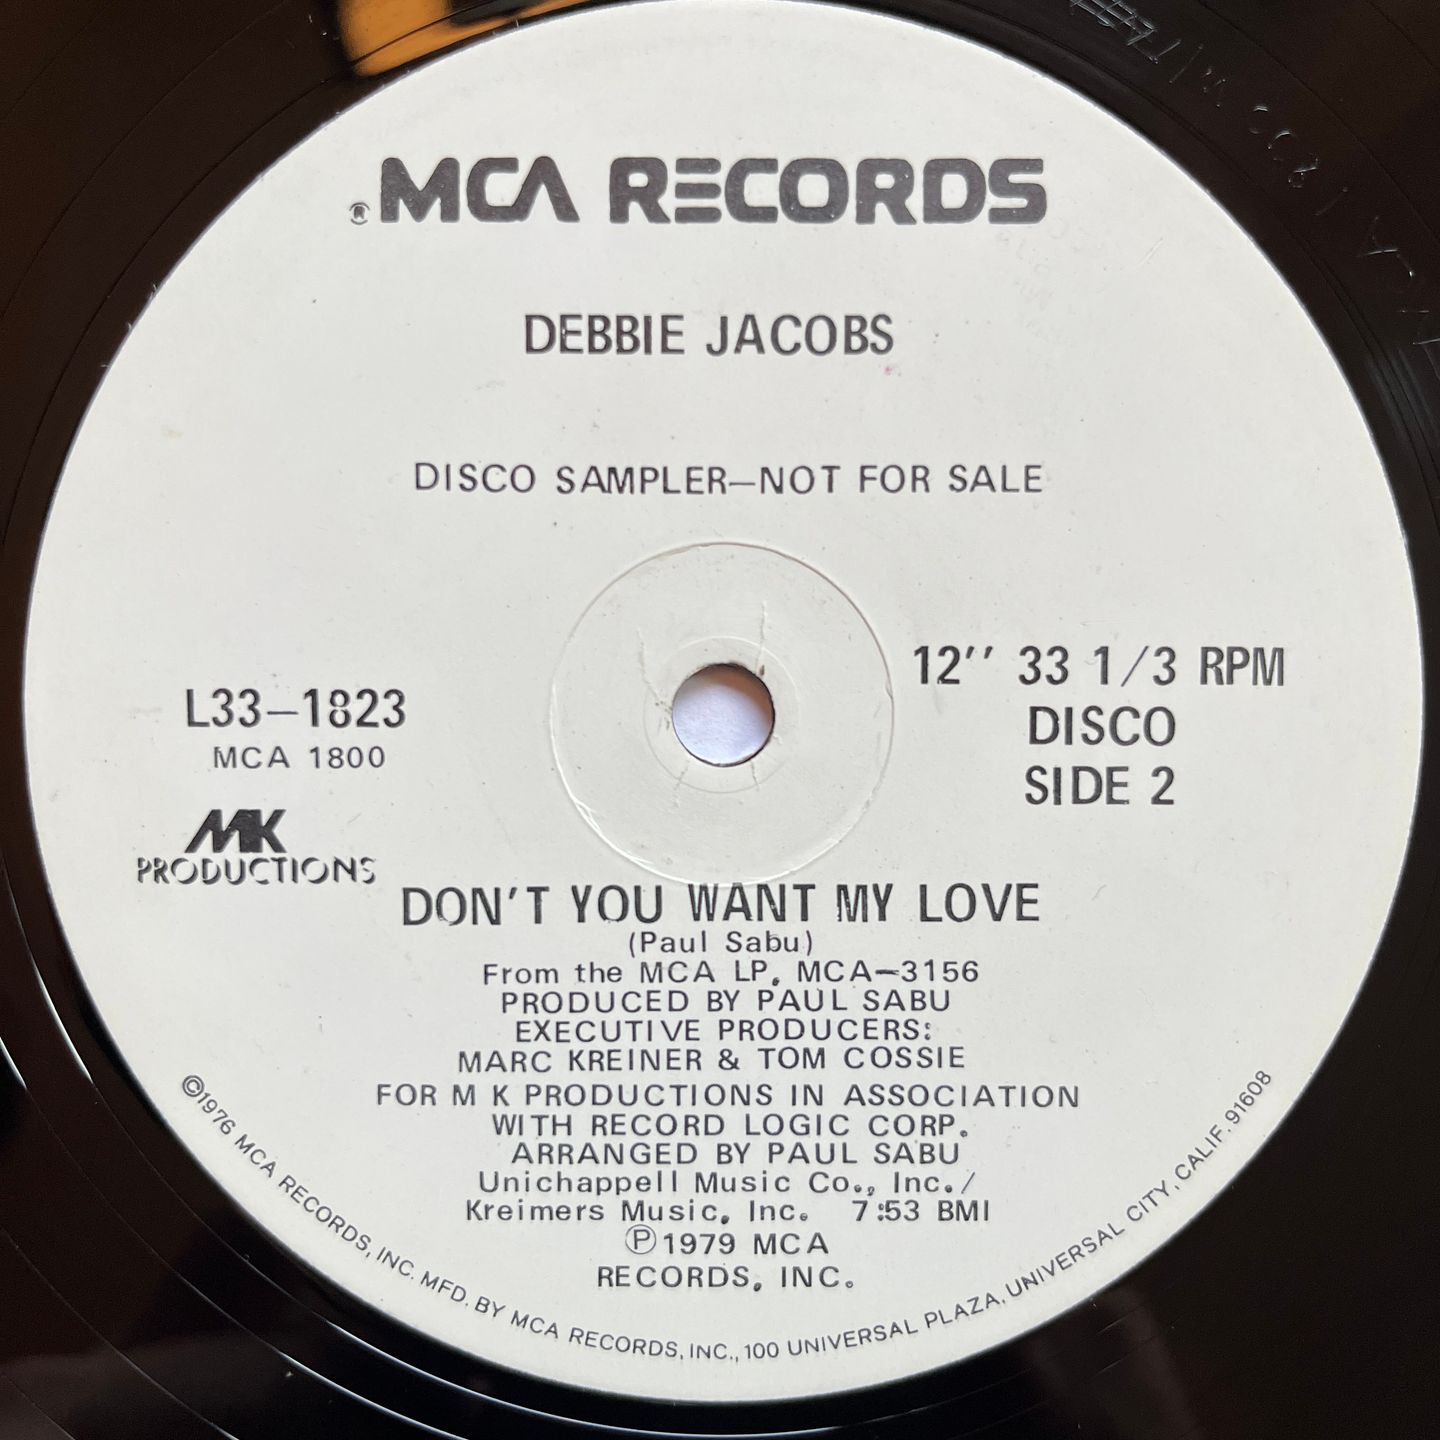 ® MCA RECORDS
DEBBIE JACOBS
DISCO SAMPLER—NOT FOR SALE
12'' 33 1/3 RPM
L33—1823
DISCO
MCA 1800
SIDE 2
MK
PRODUCTIONS
DON'T YOU WANT MY LOVE
(Paul Sabu)
From the MCA LP, MCA—3156
PRODUCED BY PAUL SABU
EXECUTIVE PRODUCERS:
MARC KREINER & TOM COSSIE
FOR M K PRODUCTIONS IN ASSOCIATION
WITH RECORD LOGIC CORP.
ARRANGED BY PAUL SABU
Unichappell Music Co., Inc./
Kreimers Music, Inc. 7:53 BMI
Ⓟ1979 MCA
RECORDS, INC.
©1976 MCA RECORDS, INC. MFD. BY MCA RECORDS, INC., 100 UNIVERSAL PLAZA, UNIVERSAL CITY, CALIF. 91608